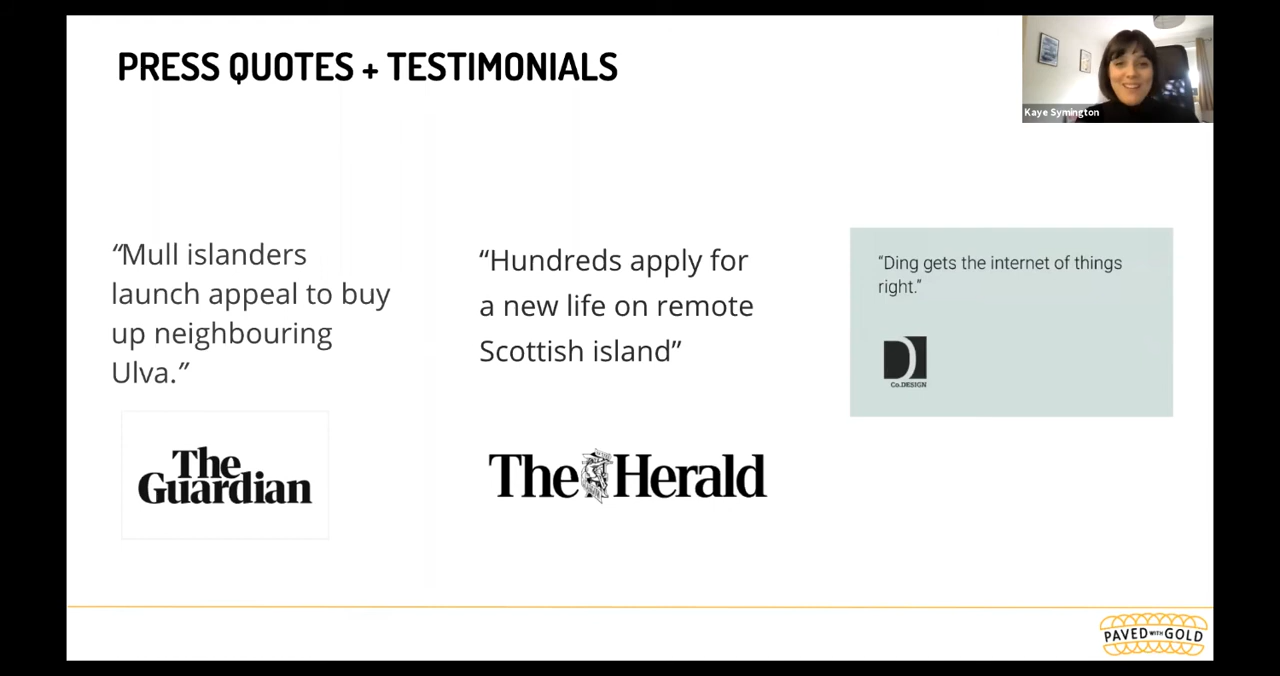 PRESS QUOTES + TESTIMONIALS
Kaye Symington
“Mull islanders
launch appeal to buy
up neighbouring
Ulva.”
The
Guardian
“Hundreds apply for
a new life on remote
Scottish island”
The Herald
“Ding gets the internet of things
right.”
Co.DESIGN
PAVED WITH GOLD